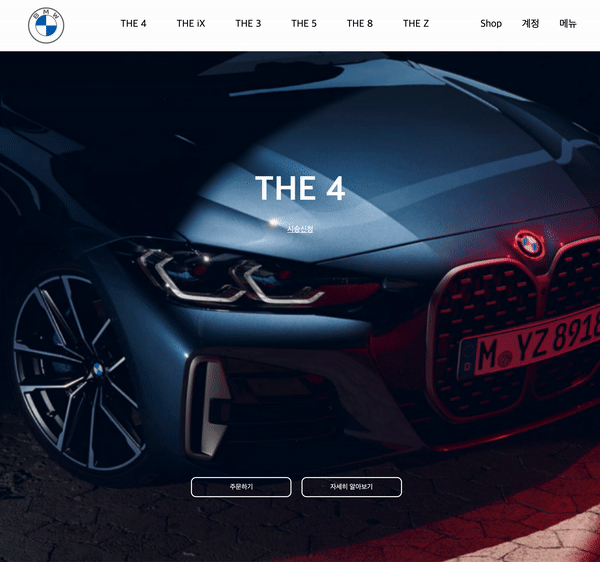 BMW
THE 4 THE iX THE 3 THE 5 THE 8 THE Z Shop 계정 메뉴
THE 4
시승신청
M YZ 8918
주문하기 자세히 알아보기